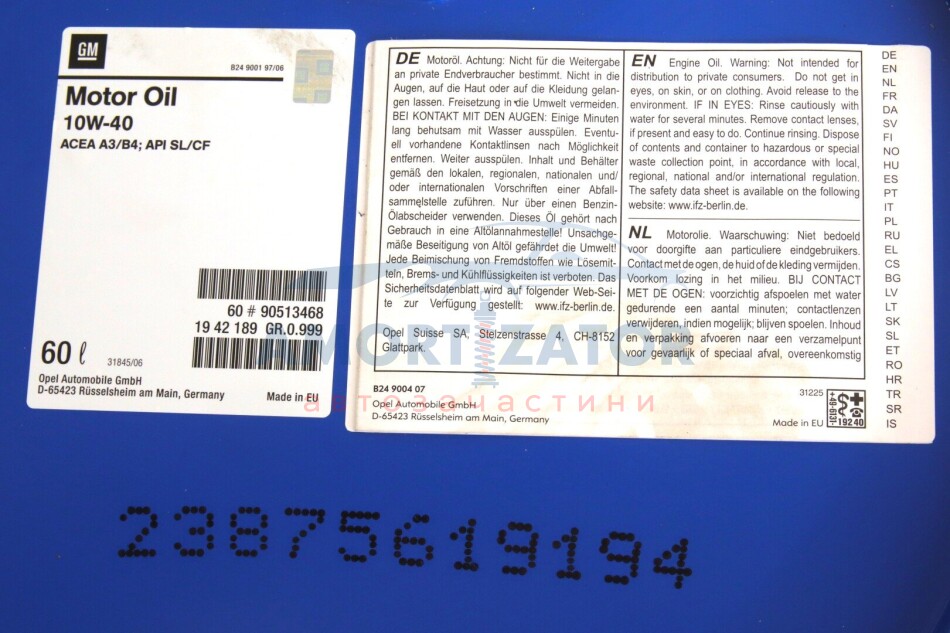 GM
B24 9001 97/06
Motor Oil
10W-40
ACEA A3/B4; API SL/CF
60 # 90513468
19 42 189 GR.0.999
60 ℓ
31845/06
Opel Automobile GmbH
D-65423 Rüsselsheim am Main, Germany
Made in EU
DE Motoröl. Achtung: Nicht für die Weitergabe
an private Endverbraucher bestimmt. Nicht in die
Augen, auf die Haut oder auf die Kleidung gelan-
gen lassen. Freisetzung in die Umwelt vermeiden.
BEI KONTAKT MIT DEN AUGEN: Einige Minuten
lang behutsam mit Wasser ausspülen. Eventu-
ell vorhandene Kontaktlinsen nach Möglichkeit
entfernen. Weiter ausspülen. Inhalt und Behälter
gemäß den lokalen, regionalen, nationalen und/
oder internationalen Vorschriften einer Abfall-
sammelstelle zuführen. Nur über einen Benzin-
Ölabscheider verwenden. Dieses Öl gehört nach
Gebrauch in eine Altölannahmestelle! Unsachge-
mäße Beseitigung von Altöl gefährdet die Umwelt!
Jede Beimischung von Fremdstoffen wie Lösemit-
teln, Brems- und Kühlflüssigkeiten ist verboten. Das
Sicherheitsdatenblatt wird auf folgender Web-Sei-
te zur Verfügung gestellt: www.ifz-berlin.de.
Opel Suisse SA, Stelzenstrasse 4, CH-8152
Glattpark.
EN Engine Oil. Warning: Not intended for
distribution to private consumers. Do not get in
eyes, on skin, or on clothing. Avoid release to the
environment. IF IN EYES: Rinse cautiously with
water for several minutes. Remove contact lenses,
if present and easy to do. Continue rinsing. Dispose
of contents and container to hazardous or special
waste collection point, in accordance with local,
regional, national and/or international regulation.
The safety data sheet is available on the following
website: www.ifz-berlin.de.
NL Motorolie. Waarschuwing: Niet bedoeld
voor doorgifte aan particuliere eindgebruikers.
Contact met de ogen, de huid of de kleding vermijden.
Voorkom lozing in het milieu. BIJ CONTACT
MET DE OGEN: voorzichtig afspoelen met water
gedurende een aantal minuten; contactlenzen
verwijderen, indien mogelijk; blijven spoelen. Inhoud
en verpakking afvoeren naar een verzamelpunt
voor gevaarlijk of speciaal afval, overeenkomstig
DE
EN
NL
FR
DA
SV
FI
NO
HU
ES
PT
IT
PL
RU
EL
CS
BG
LV
LT
SK
SL
ET
RO
HR
TR
SR
IS
B24 9004 07
Opel Automobile GmbH
D-65423 Rüsselsheim am Main, Germany
31225
Made in EU
+49-6131-
19240
AMORTIZATOR
автозапчастини
23875619194